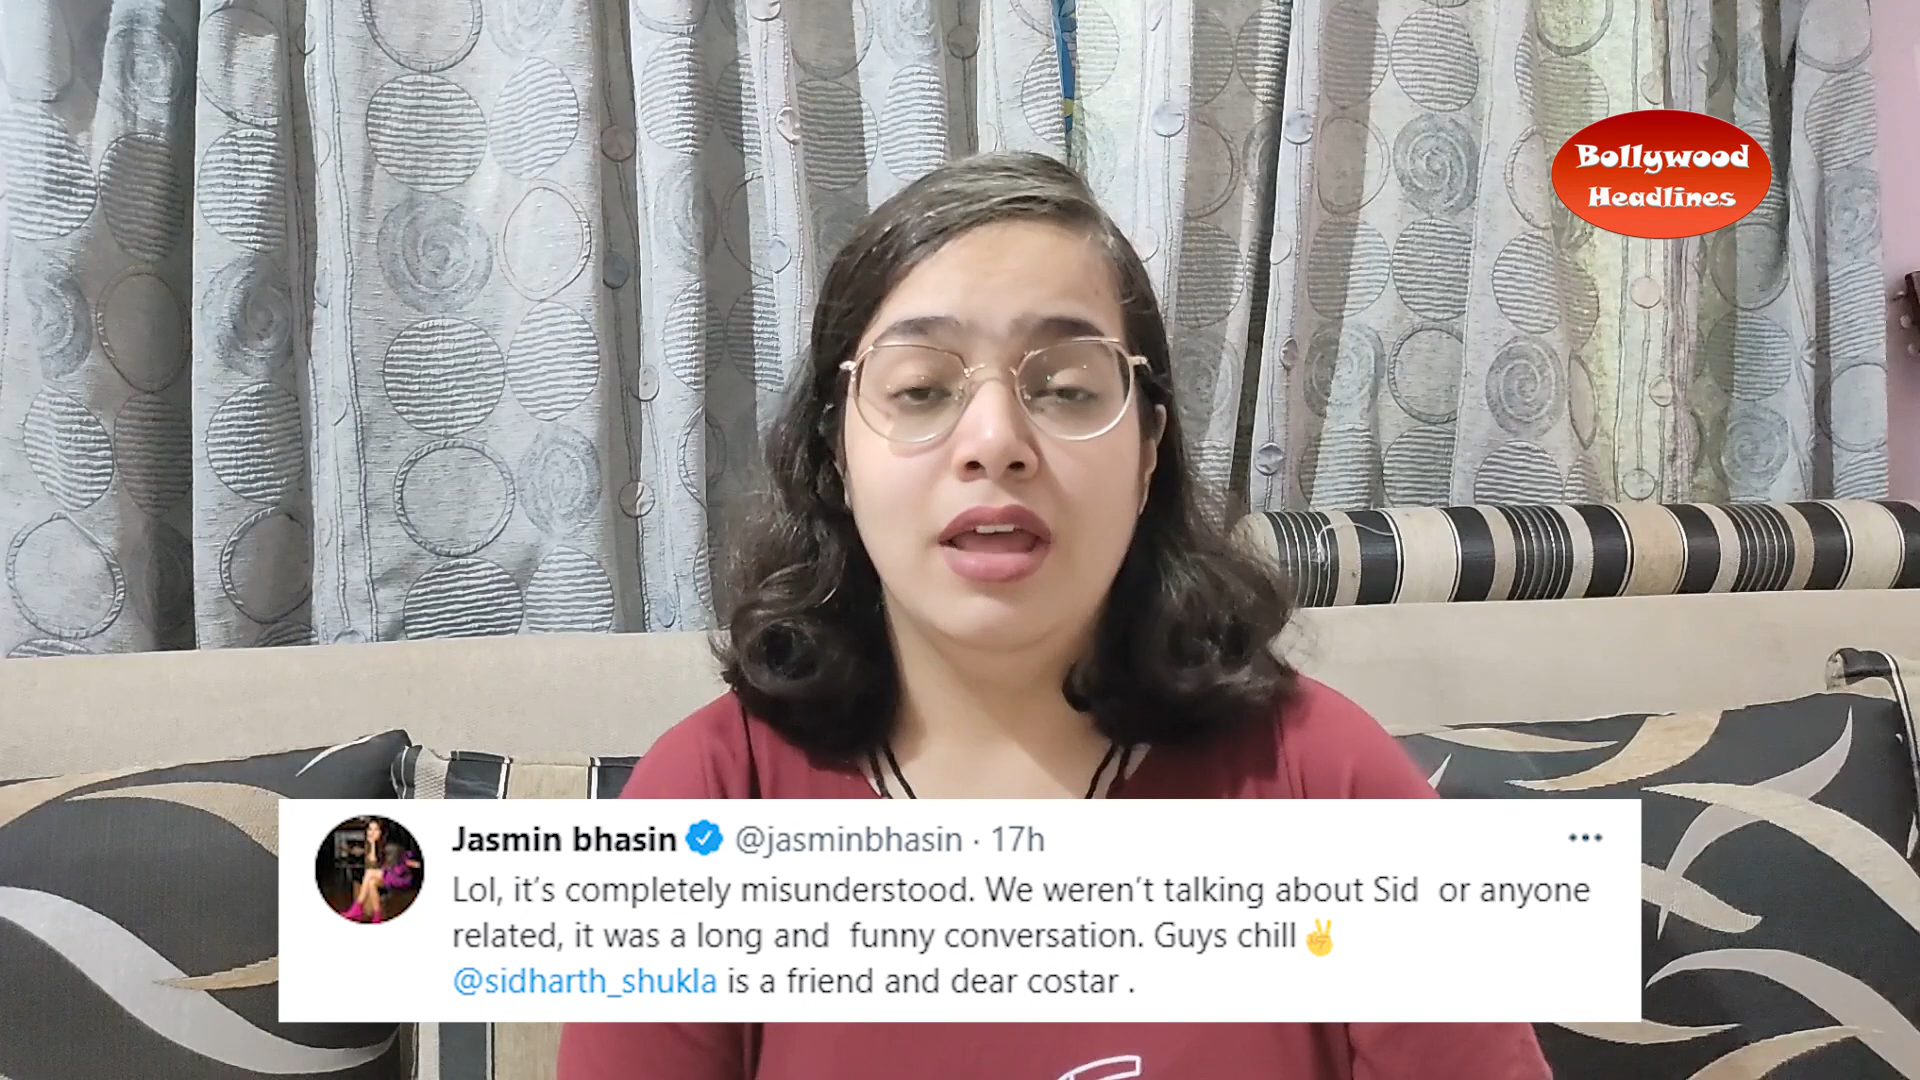 Bollywood
Headlines
Jasmin bhasin @jasminbhasin · 17h
Lol, it’s completely misunderstood. We weren’t talking about Sid or anyone
related, it was a long and funny conversation. Guys chill✌
@sidharth_shukla is a friend and dear costar .